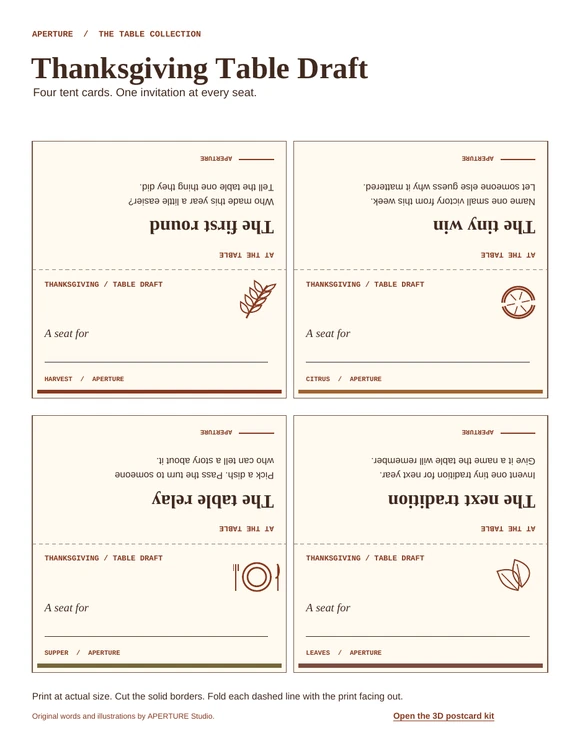 APERTURE / THE TABLE COLLECTION
Thanksgiving Table Draft
Four tent cards. One invitation at every seat.
AT THE TABLE
The first round
Who made this year a little easier?
Tell the table one thing they did.
APERTURE
THANKSGIVING / TABLE DRAFT
A seat for
HARVEST / APERTURE
AT THE TABLE
The tiny win
Name one small victory from this week.
Let someone else guess why it mattered.
APERTURE
THANKSGIVING / TABLE DRAFT
A seat for
CITRUS / APERTURE
AT THE TABLE
The table relay
Pick a dish. Pass the turn to someone
who can tell a story about it.
APERTURE
THANKSGIVING / TABLE DRAFT
A seat for
SUPPER / APERTURE
AT THE TABLE
The next tradition
Invent one tiny tradition for next year.
Give it a name the table will remember.
APERTURE
THANKSGIVING / TABLE DRAFT
A seat for
LEAVES / APERTURE
Print at actual size. Cut the solid borders. Fold each dashed line with the print facing out.
Original words and illustrations by APERTURE Studio.
Open the 3D postcard kit